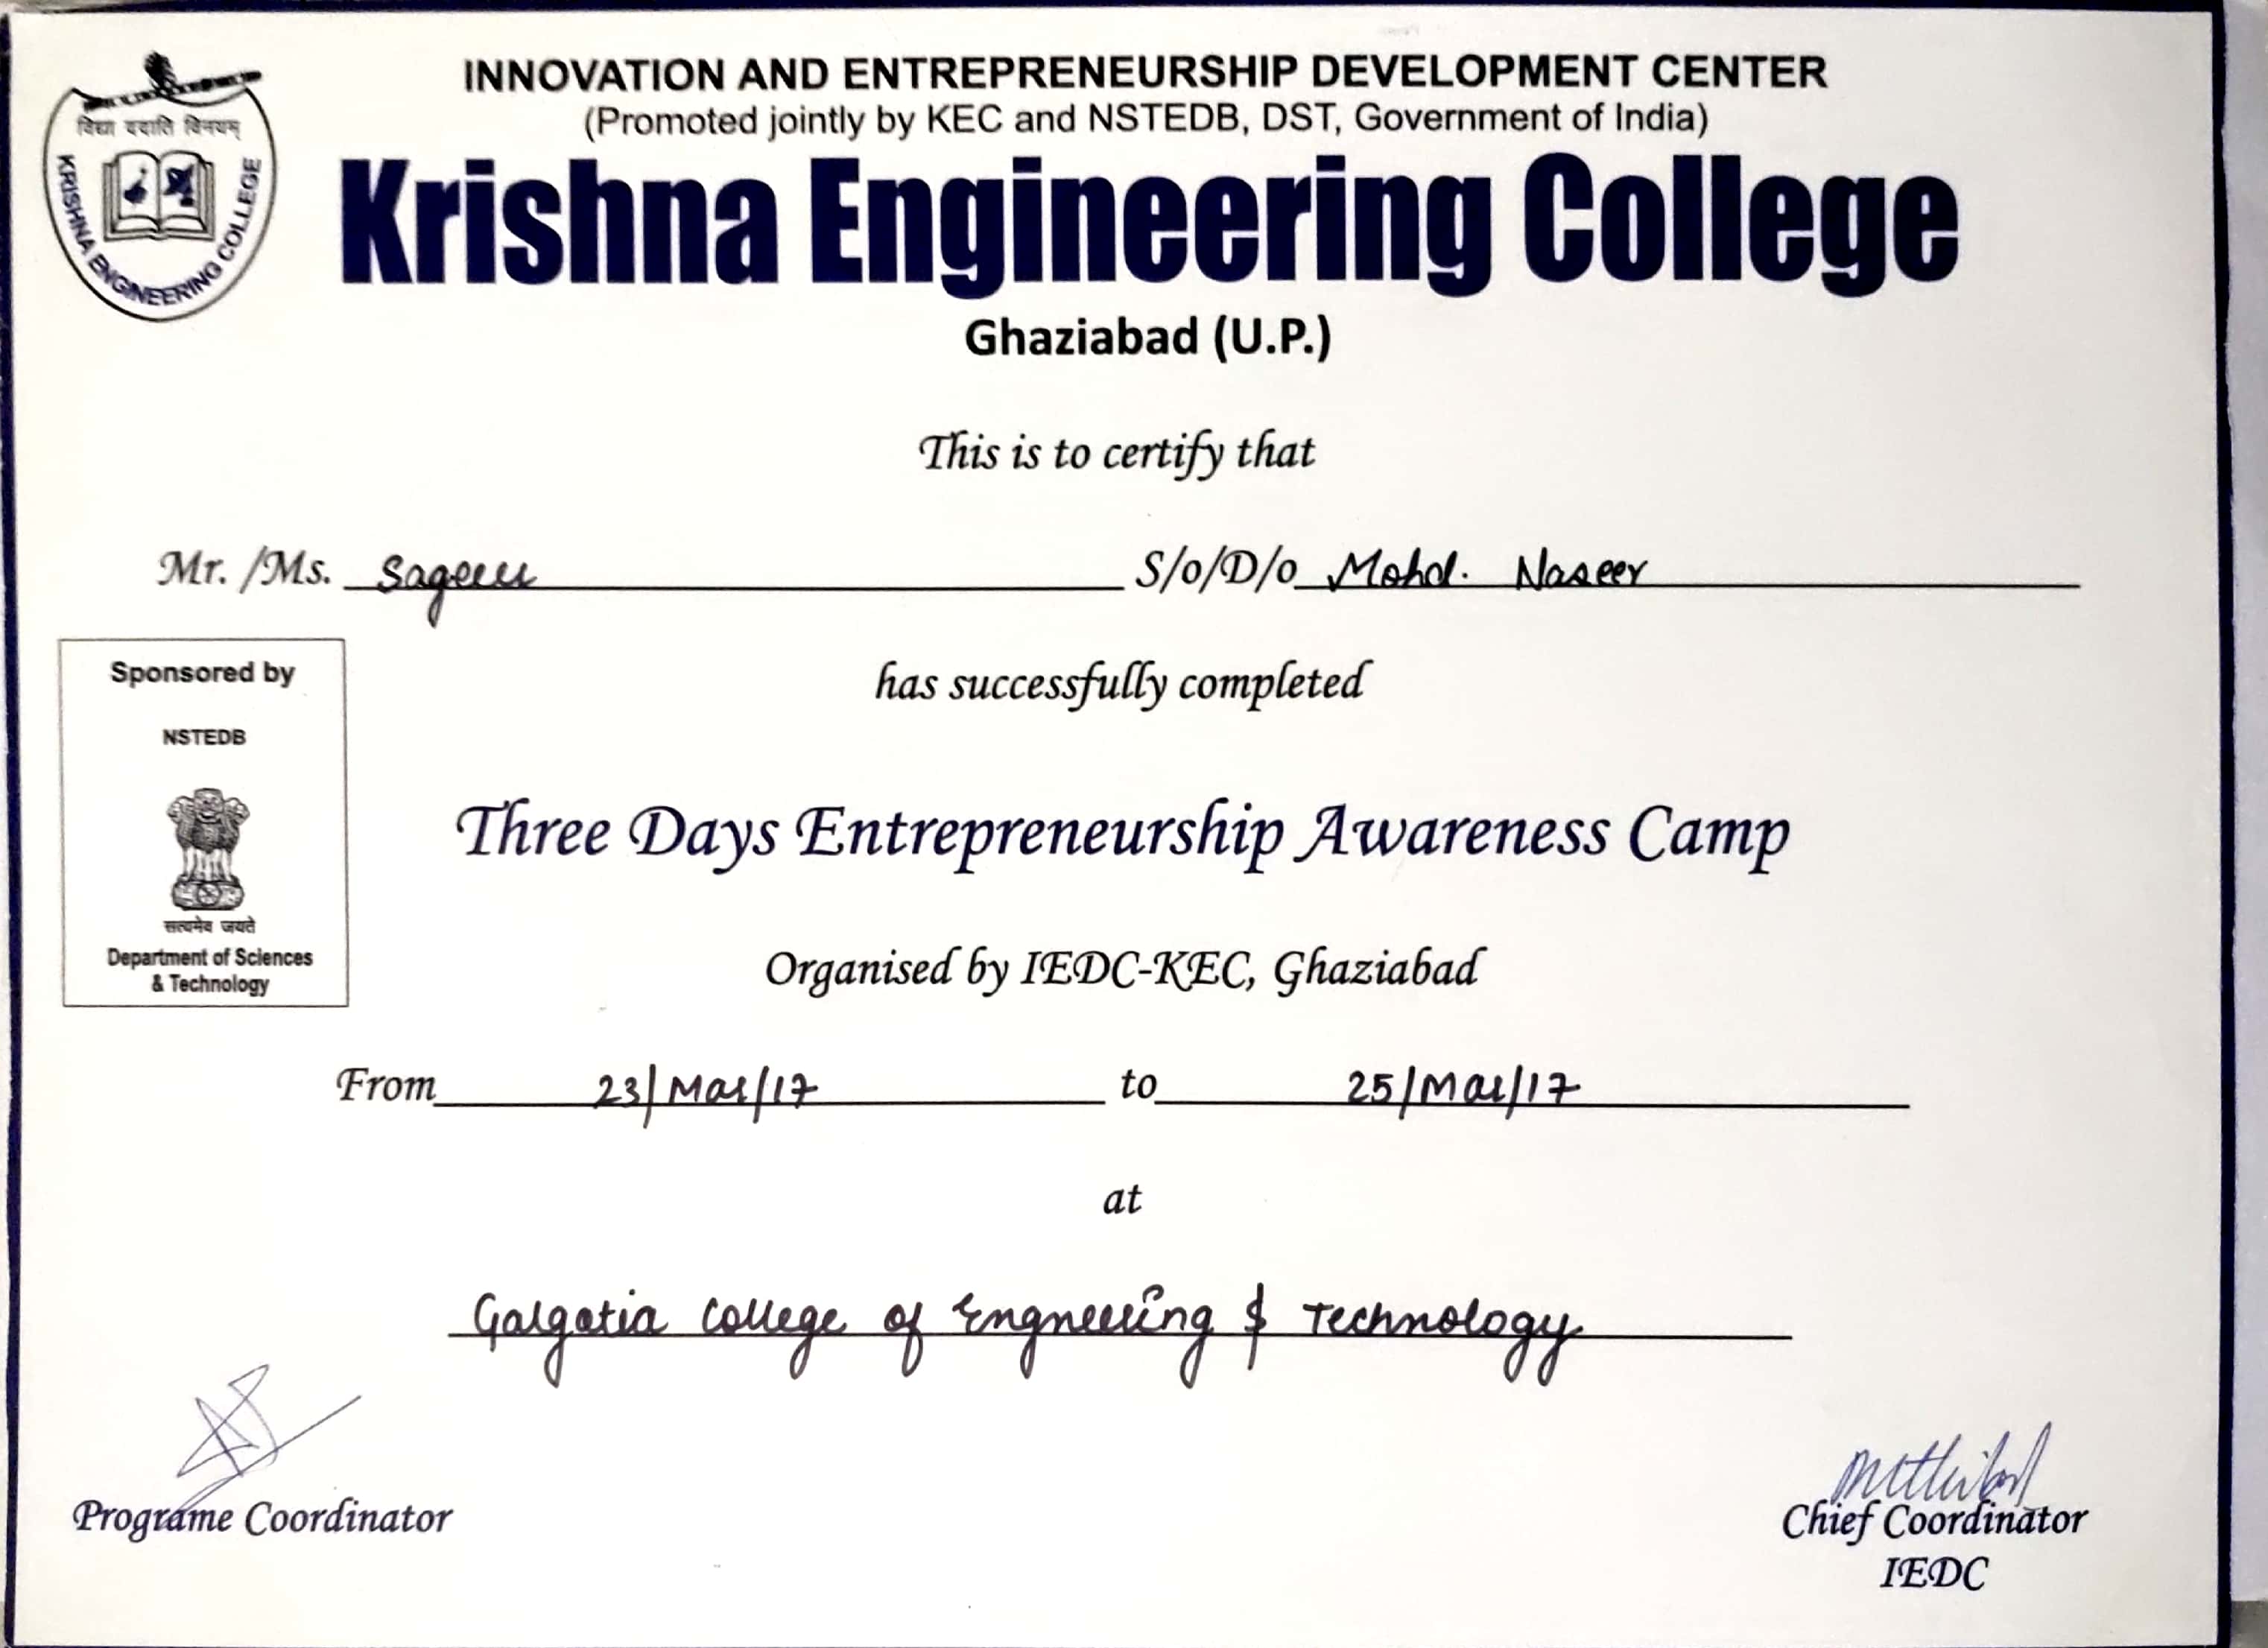 INNOVATION AND ENTREPRENEURSHIP DEVELOPMENT CENTER
(Promoted jointly by KEC and NSTEDB, DST, Government of India)
Krishna Engineering College
Ghaziabad (U.P.)
विद्या ददाति विनयम्
KRISHNA ENGINEERING COLLEGE
This is to certify that
Mr. /Ms. Sageer S/o/D/o Mohd. Naseer
has successfully completed
Three Days Entrepreneurship Awareness Camp
Organised by IEDC-KEC, Ghaziabad
Sponsored by
NSTEDB
सत्यमेव जयते
Department of Sciences
& Technology
From 23/Mar/17 to 25/Mar/17
at
Galgotia College of Engneering & Technology
Programe Coordinator
Chief Coordinator
IEDC